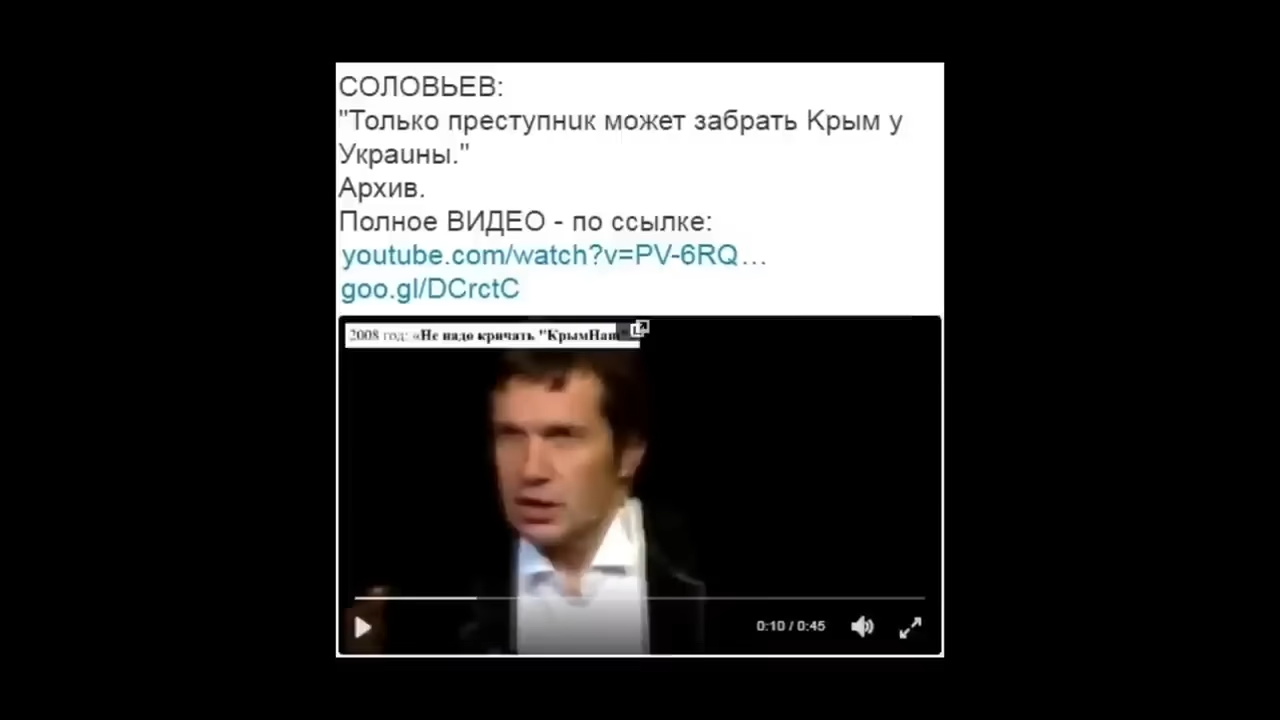 СОЛОВЬЕВ:
"Только преступник может забрать Крым у
Украины."
Архив.
Полное ВИДЕО - по ссылке:
youtube.com/watch?v=PV-6RQ…
goo.gl/DCrctC
2008 год: «Не надо кричать "КрымНаш"
0:10 / 0:45